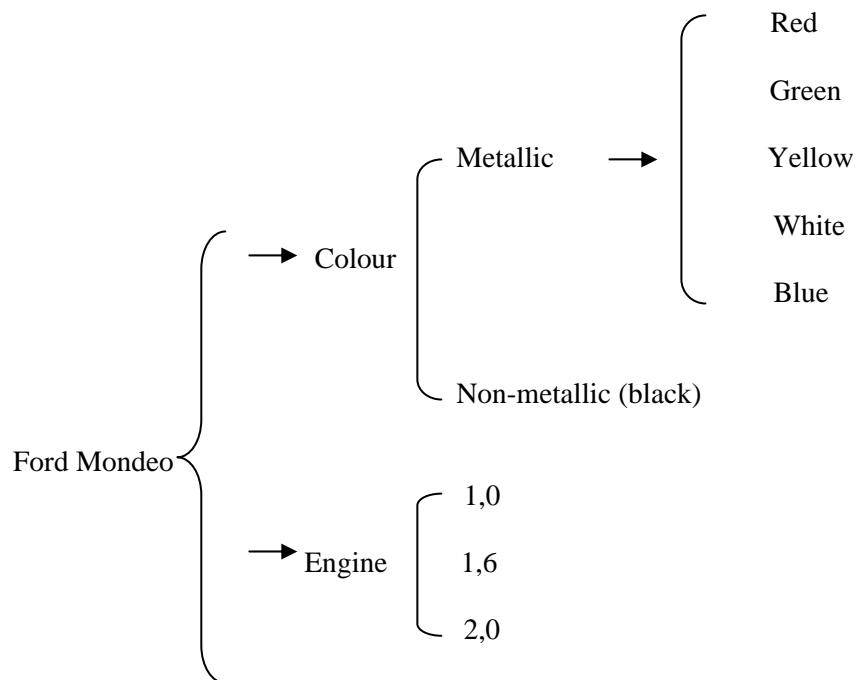 Red
Green
Metallic
Yellow
White
Colour
Blue
Non-metallic (black)
Ford Mondeo
1,0
Engine
1,6
2,0